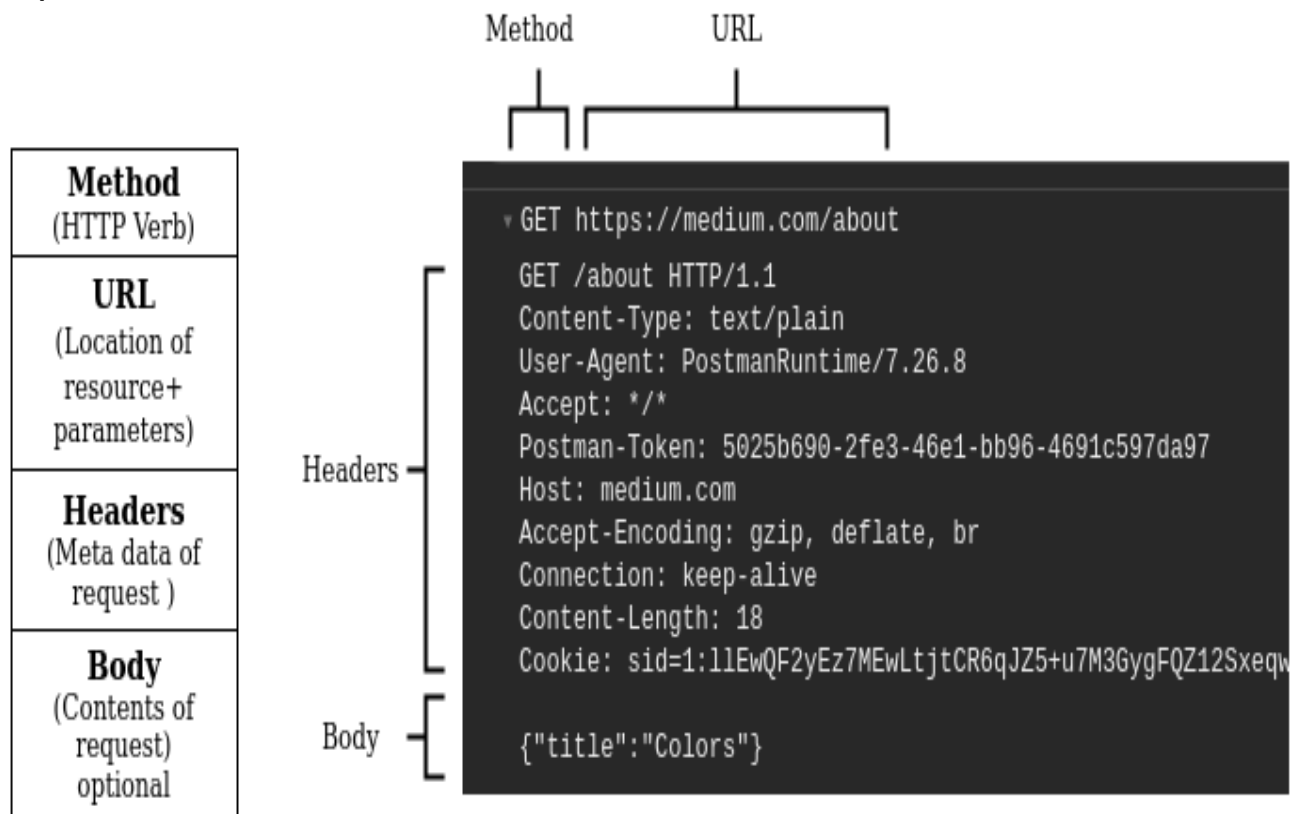 Method URL
Method
(HTTP Verb)
URL
(Location of
resource+
parameters)
Headers
(Meta data of
request )
Body
(Contents of
request)
optional
Headers
Body
GET https://medium.com/about
GET /about HTTP/1.1
Content-Type: text/plain
User-Agent: PostmanRuntime/7.26.8
Accept: */*
Postman-Token: 5025b690-2fe3-46e1-bb96-4691c597da97
Host: medium.com
Accept-Encoding: gzip, deflate, br
Connection: keep-alive
Content-Length: 18
Cookie: sid=1:llEwQF2yEz7MEwLtjtCR6qJZ5+u7M3GygFQZ12Sxeqw
{"title":"Colors"}